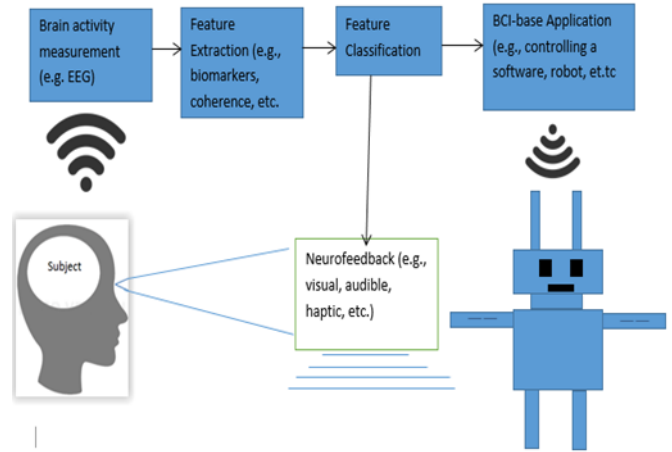 Brain activity
measurement
(e.g. EEG)
Feature
Extraction (e.g.,
biomarkers,
coherence, etc.
Feature
Classification
BCI-base Application
(e.g., controlling a
software, robot, et.tc
Subject
Neurofeedback (e.g.,
visual, audible,
haptic, etc.)